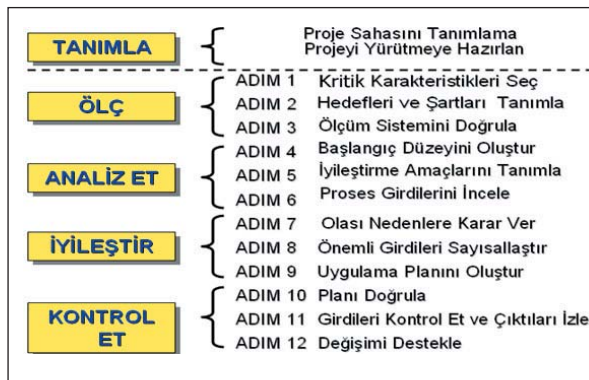 TANIMLA
Proje Sahasını Tanımlama
Projeyi Yürütmeye Hazırlan
ÖLÇ
ADIM 1 Kritik Karakteristikleri Seç
ADIM 2 Hedefleri ve Şartları Tanımla
ADIM 3 Ölçüm Sistemini Doğrula
ANALİZ ET
ADIM 4 Başlangıç Düzeyini Oluştur
ADIM 5 İyileştirme Amaçlarını Tanımla
ADIM 6 Proses Girdilerini İncele
İYİLEŞTİR
ADIM 7 Olası Nedenlere Karar Ver
ADIM 8 Önemli Girdileri Sayısallaştır
ADIM 9 Uygulama Planını Oluştur
KONTROL
ET
ADIM 10 Planı Doğrula
ADIM 11 Girdileri Kontrol Et ve Çıktıları İzle
ADIM 12 Değişimi Destekle